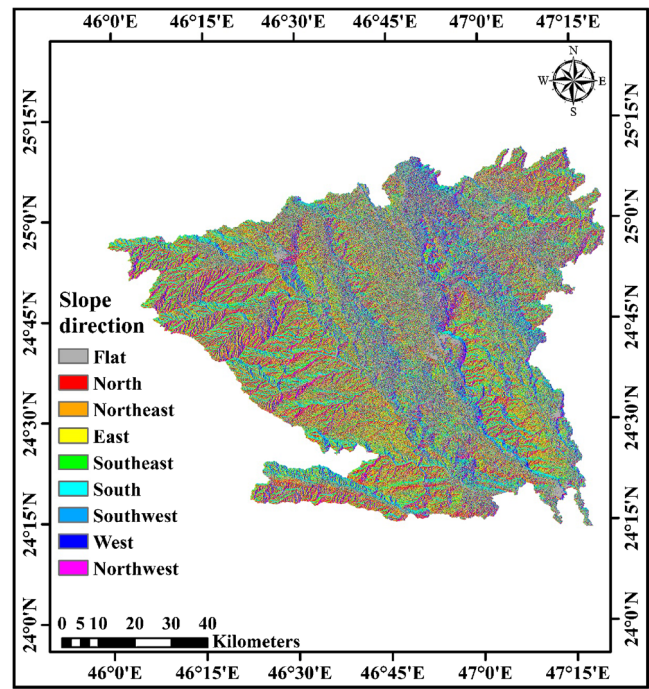 46°0'E 46°15'E 46°30'E 46°45'E 47°0'E 47°15'E
N
W E
S
25°15'N 25°15'N
25°0'N 25°0'N
24°45'N 24°45'N
24°30'N 24°30'N
24°15'N 24°15'N
24°0'N 24°0'N
Slope
direction
Flat
North
Northeast
East
Southeast
South
Southwest
West
Northwest
0 5 10 20 30 40
Kilometers
46°0'E 46°15'E 46°30'E 46°45'E 47°0'E 47°15'E